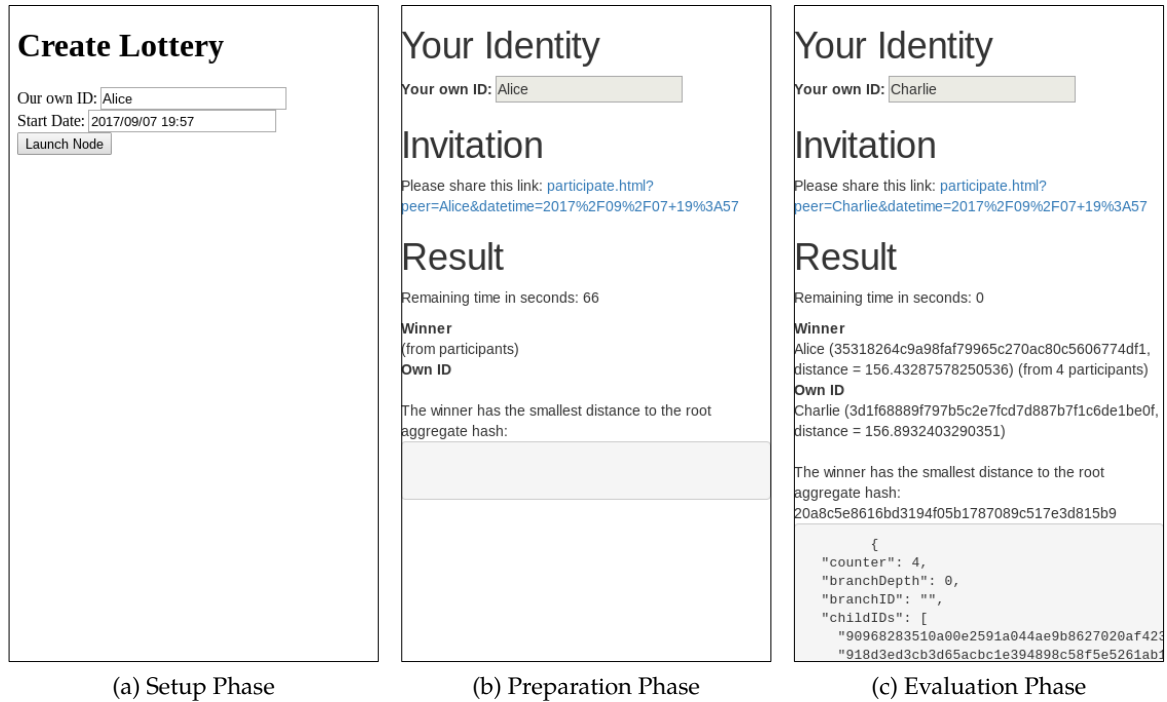 Create Lottery
Our own ID: Alice
Start Date: 2017/09/07 19:57
Launch Node
(a) Setup Phase
Your Identity
Your own ID: Alice
Invitation
Please share this link: participate.html?
peer=Alice&datetime=2017%2F09%2F07+19%3A57
Result
Remaining time in seconds: 66
Winner
(from participants)
Own ID
The winner has the smallest distance to the root
aggregate hash:
(b) Preparation Phase
Your Identity
Your own ID: Charlie
Invitation
Please share this link: participate.html?
peer=Charlie&datetime=2017%2F09%2F07+19%3A57
Result
Remaining time in seconds: 0
Winner
Alice (35318264c9a98faf79965c270ac80c5606774df1,
distance = 156.43287578250536) (from 4 participants)
Own ID
Charlie (3d1f68889f797b5c2e7fcd7d887b7f1c6de1be0f,
distance = 156.8932403290351)
The winner has the smallest distance to the root
aggregate hash:
20a8c5e8616bd3194f05b1787089c517e3d815b9
{
"counter": 4,
"branchDepth": 0,
"branchID": "",
"childIDs": [
"90968283510a00e2591a044ae9b8627020af423
"918d3ed3cb3d65acbc1e394898c58f5e5261ab1
(c) Evaluation Phase